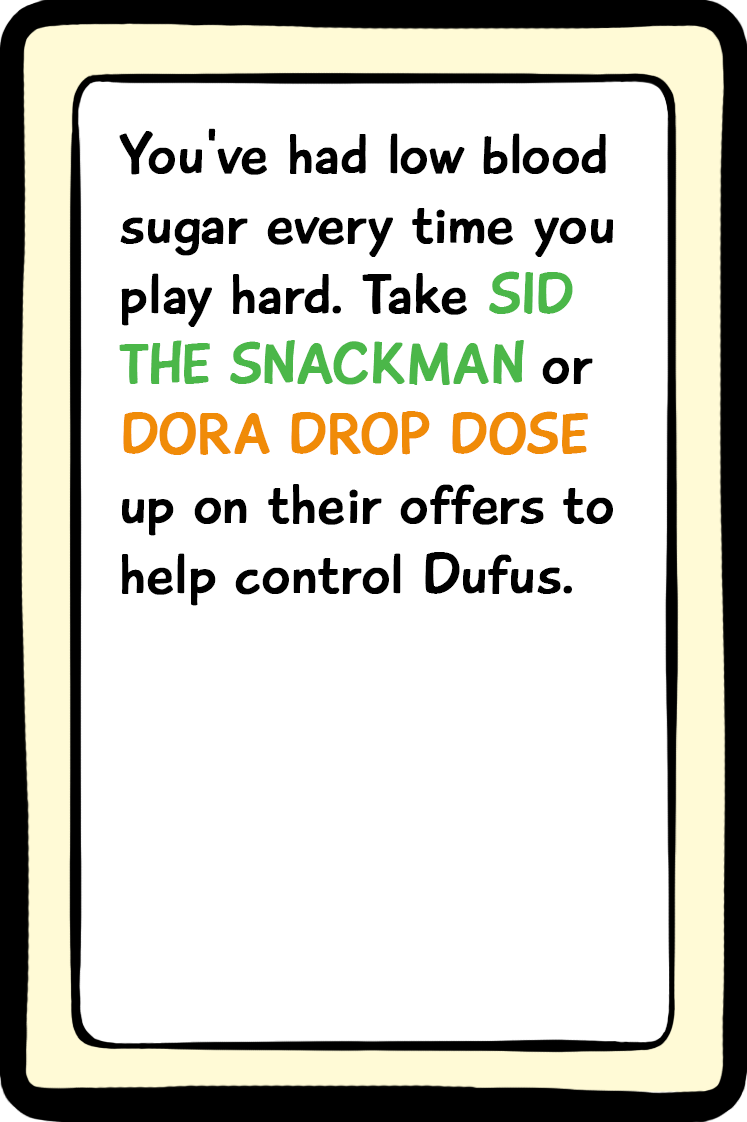 You've had low blood
sugar every time you
play hard. Take SID
THE SNACKMAN or
DORA DROP DOSE
up on their offers to
help control Dufus.